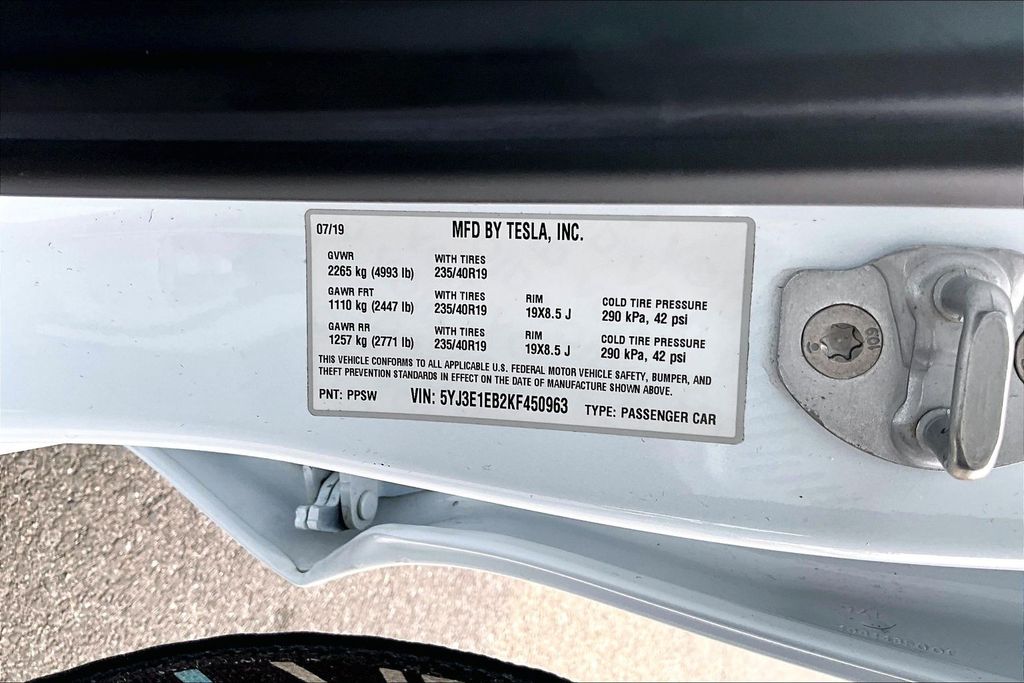 07/19 MFD BY TESLA, INC.
GVWR WITH TIRES
2265 kg (4993 lb) 235/40R19
GAWR FRT WITH TIRES RIM COLD TIRE PRESSURE
1110 kg (2447 lb) 235/40R19 19X8.5 J 290 kPa, 42 psi
GAWR RR WITH TIRES RIM COLD TIRE PRESSURE
1257 kg (2771 lb) 235/40R19 19X8.5 J 290 kPa, 42 psi
THIS VEHICLE CONFORMS TO ALL APPLICABLE U.S. FEDERAL MOTOR VEHICLE SAFETY, BUMPER, AND
THEFT PREVENTION STANDARDS IN EFFECT ON THE DATE OF MANUFACTURE SHOWN ABOVE.
PNT: PPSW VIN: 5YJ3E1EB2KF450963 TYPE: PASSENGER CAR